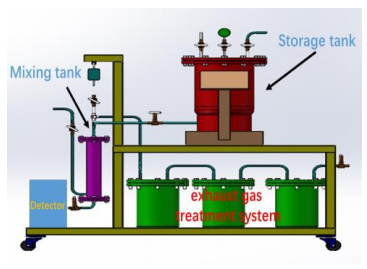 Storage tank
Mixing tank
Detector
exhaust gas
treatment system